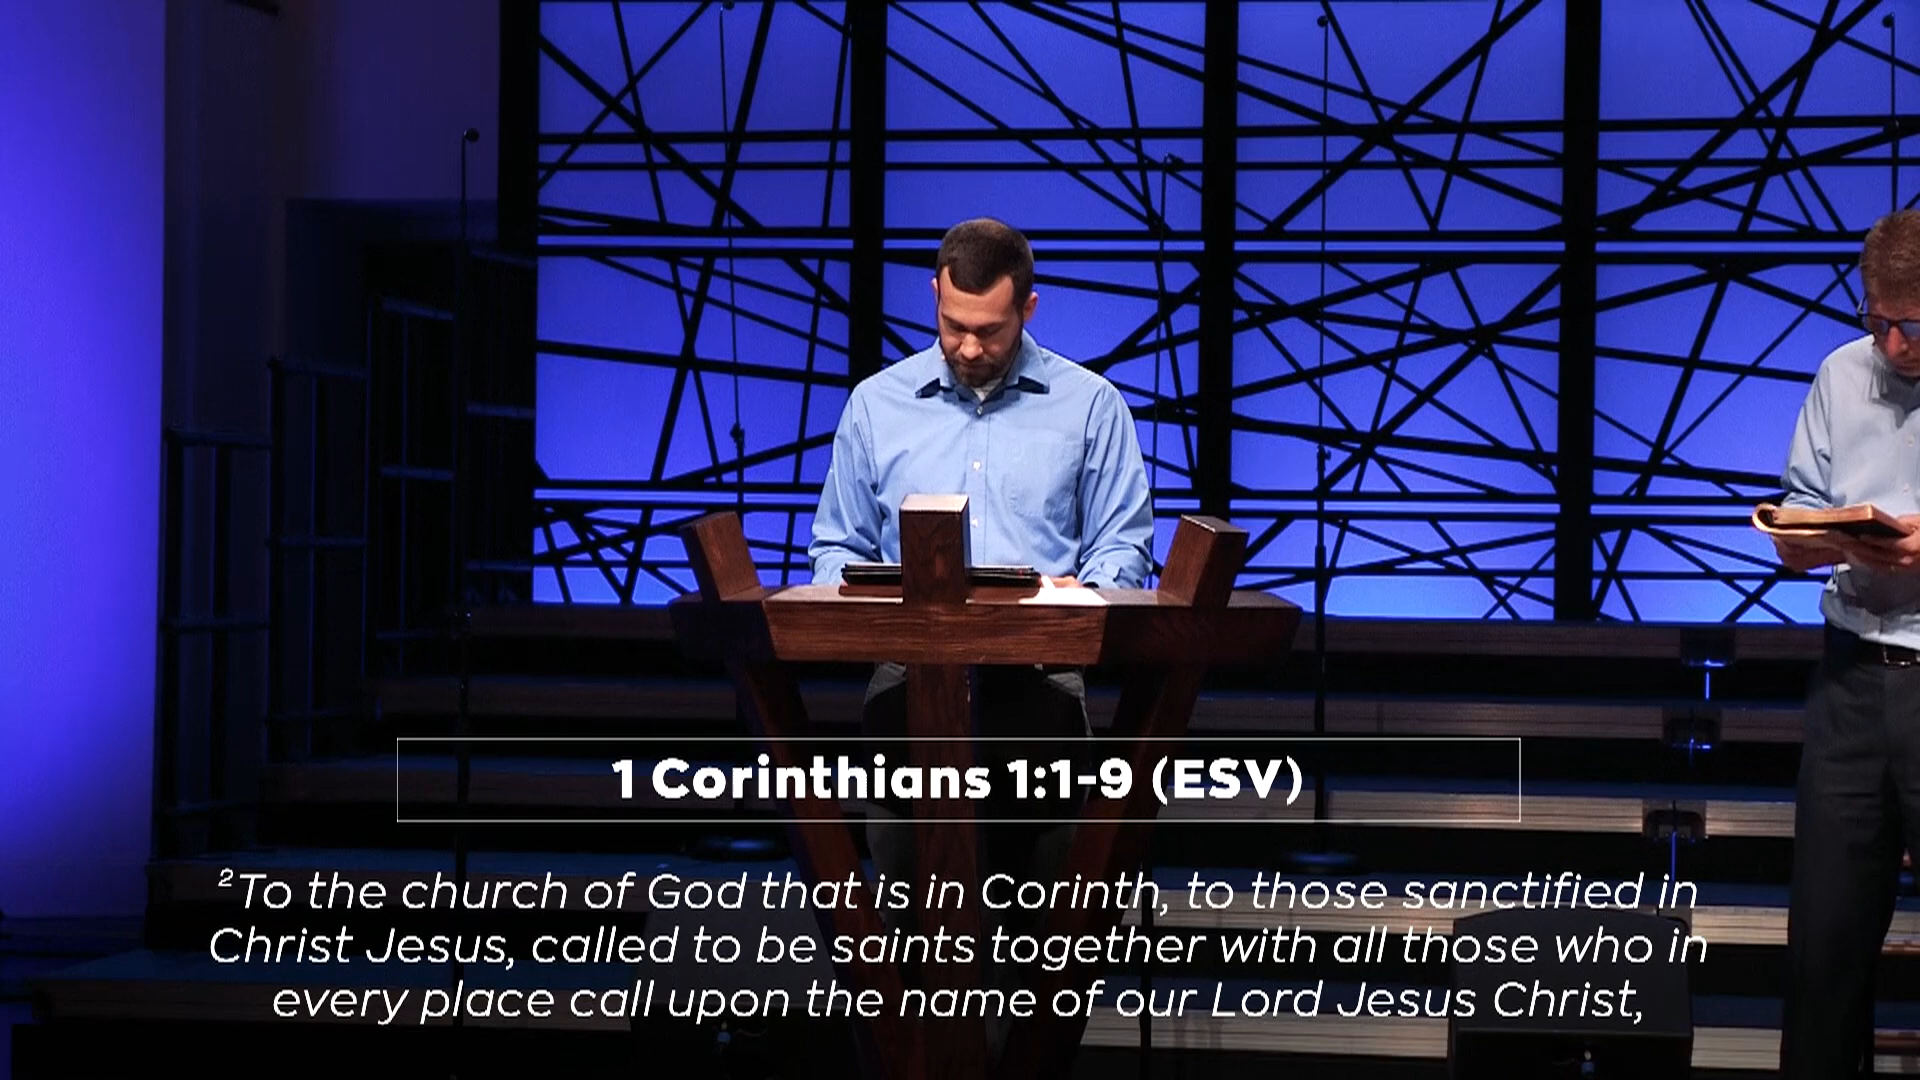 1 Corinthians 1:1-9 (ESV)
²To the church of God that is in Corinth, to those sanctified in
Christ Jesus, called to be saints together with all those who in
every place call upon the name of our Lord Jesus Christ,